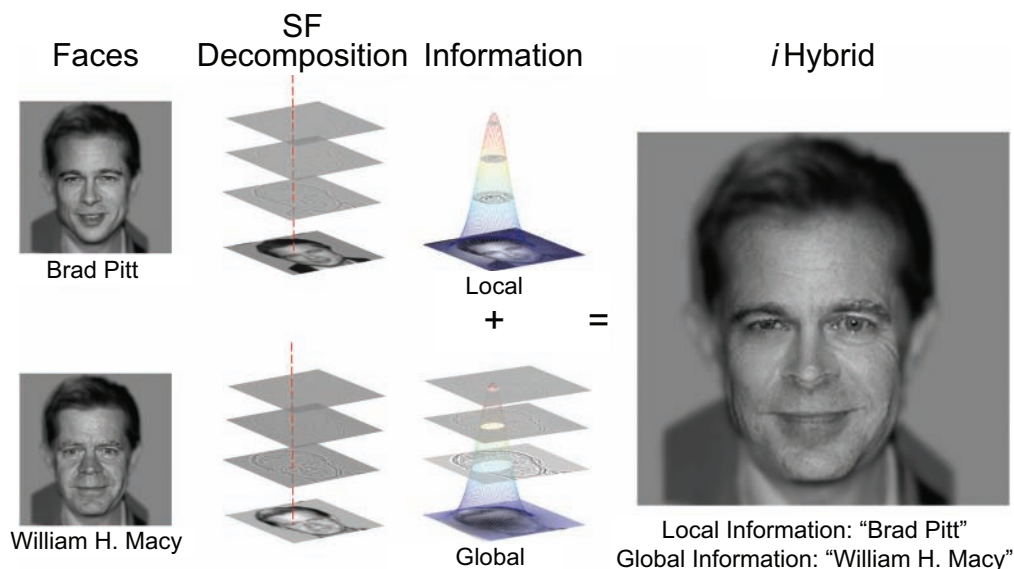 Faces
SF
Decomposition
Information
i Hybrid
Brad Pitt
Local
+
=
William H. Macy
Global
Local Information: “Brad Pitt”
Global Information: “William H. Macy”